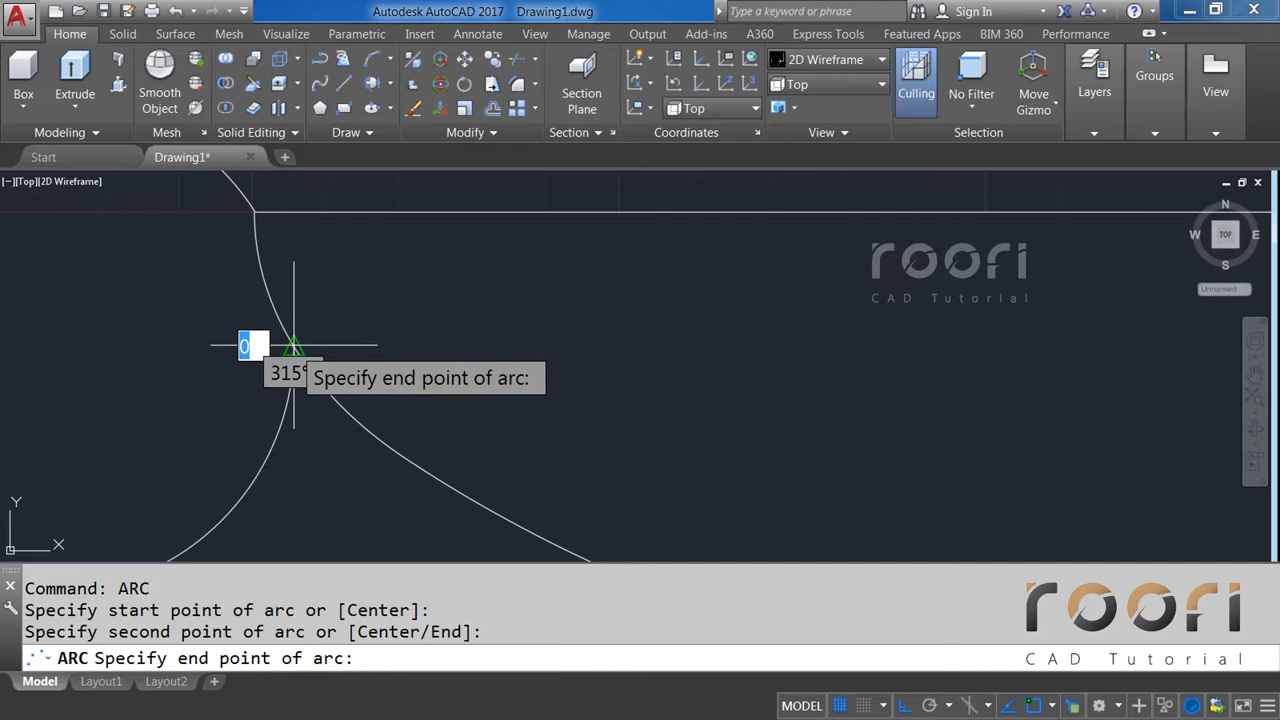 Autodesk AutoCAD 2017 Drawing1.dwg
Type a keyword or phrase
Sign In
Home Solid Surface Mesh Visualize Parametric Insert Annotate View Manage Output Add-ins A360 Express Tools Featured Apps BIM 360 Performance
Box
Extrude
Smooth
Object
Section
Plane
2D Wireframe
Top
Top
Culling
No Filter
Move
Gizmo
Layers
Groups
View
Modeling
Mesh
Solid Editing
Draw
Modify
Section
Coordinates
View
Selection
Start
Drawing1*
[−][Top][2D Wireframe]
N
W
TOP
E
S
Unnamed
roori
CAD Tutorial
0
315°
Specify end point of arc:
Y
X
Command: ARC
Specify start point of arc or [Center]:
Specify second point of arc or [Center/End]:
ARC Specify end point of arc:
roori
CAD Tutorial
Model
Layout1
Layout2
MODEL